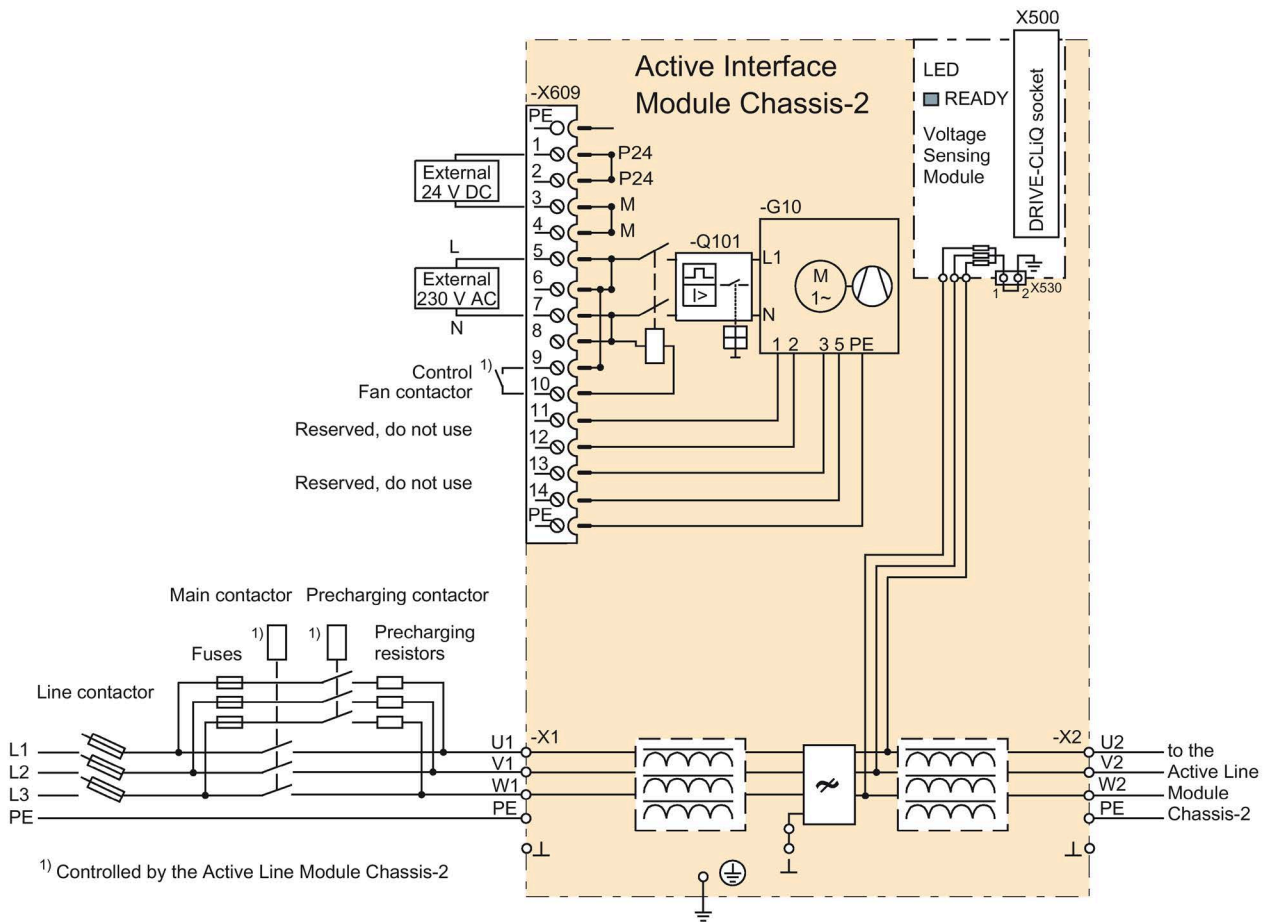 X500
Active Interface
Module Chassis-2
LED
READY
Voltage
Sensing
Module
DRIVE-CLiQ socket
1
2
X530
-X609
PE
1
2
3
4
5
6
7
8
9
10
11
12
13
14
PE
External
24 V DC
P24
P24
M
M
L
External
230 V AC
N
-Q101
I>
-G10
L1
N
M
1~
1 2 3 5 PE
Control
Fan contactor
1)
Reserved, do not use
Reserved, do not use
Main contactor
Precharging contactor
1)
1)
Fuses
Precharging
resistors
Line contactor
L1
L2
L3
PE
U1
V1
W1
PE
-X1
-X2
U2
V2
W2
PE
to the
Active Line
Module
Chassis-2
1) Controlled by the Active Line Module Chassis-2